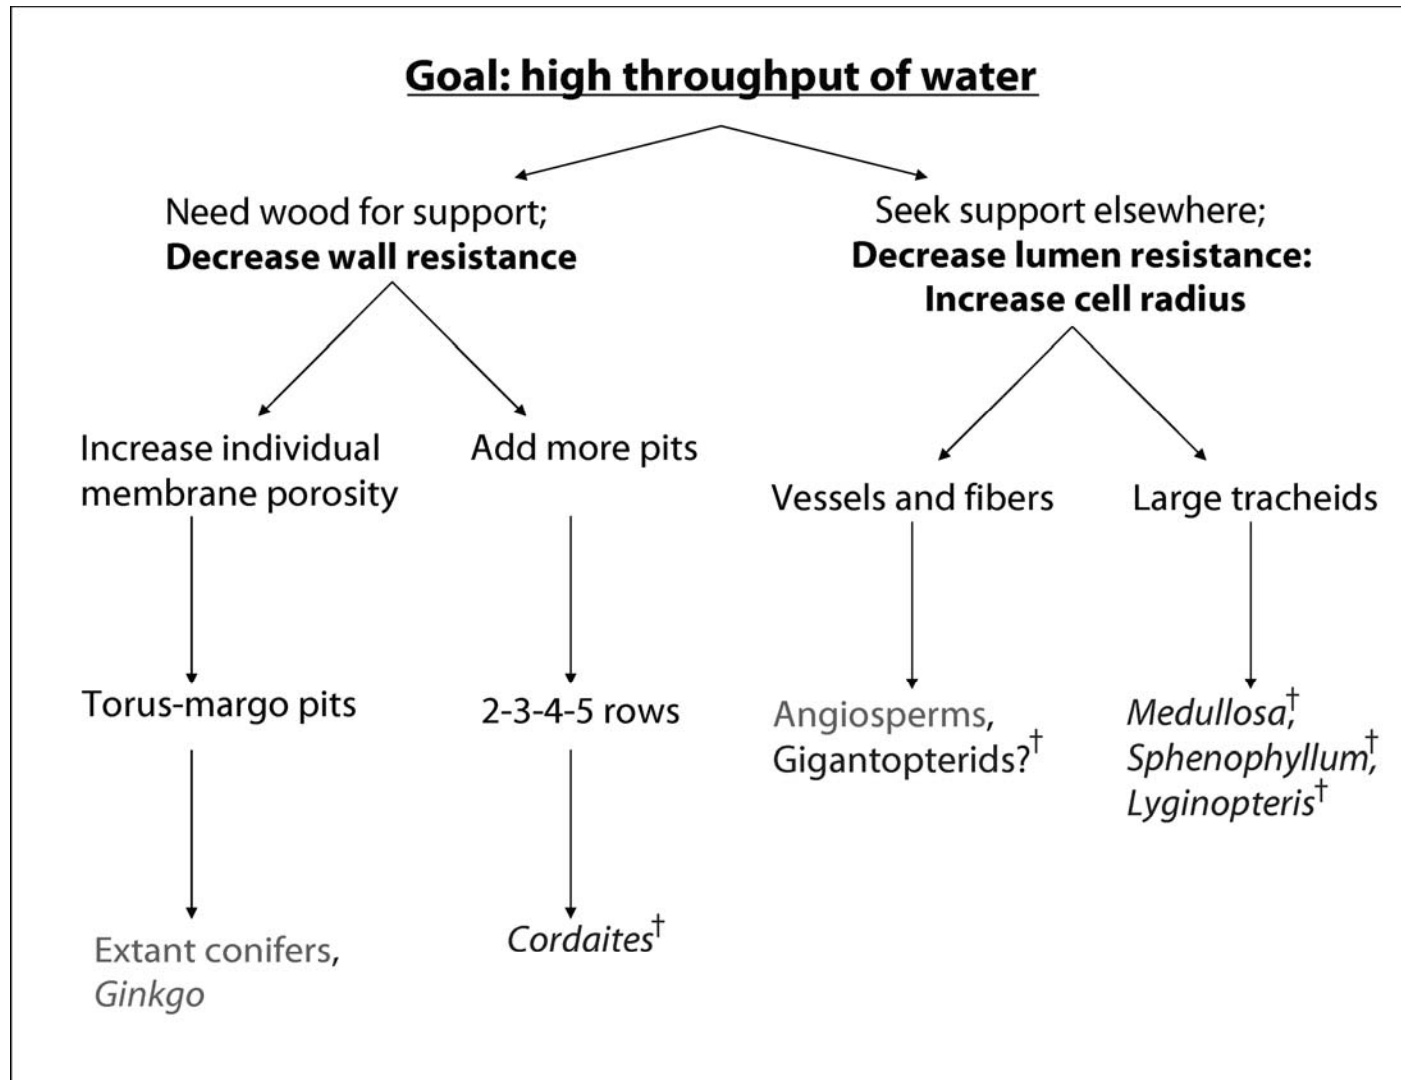 Goal: high throughput of water
Need wood for support;
Decrease wall resistance
Seek support elsewhere;
Decrease lumen resistance:
Increase cell radius
Increase individual
membrane porosity
Add more pits
Vessels and fibers
Large tracheids
Torus-margo pits
2-3-4-5 rows
Angiosperms,
Gigantopterids?†
Medullosa†,
Sphenophyllum†,
Lyginopteris†
Extant conifers,
Ginkgo
Cordaites†